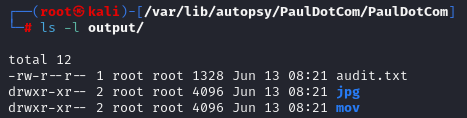 ┌──(root㉿kali)-[/var/lib/autopsy/PaulDotCom/PaulDotCom]
└─# ls -l output/
total 12
-rw-r--r-- 1 root root 1328 Jun 13 08:21 audit.txt
drwxr-xr-- 2 root root 4096 Jun 13 08:21 jpg
drwxr-xr-- 2 root root 4096 Jun 13 08:21 mov